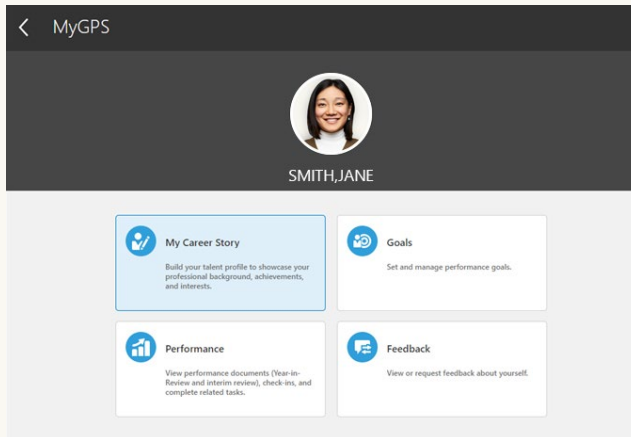 MyGPS
SMITH,JANE
My Career Story
Build your talent profile to showcase your
professional background, achievements,
and interests.
Goals
Set and manage performance goals.
Performance
View performance documents (Year-in-
Review and interim review), check-ins, and
complete related tasks.
Feedback
View or request feedback about yourself.